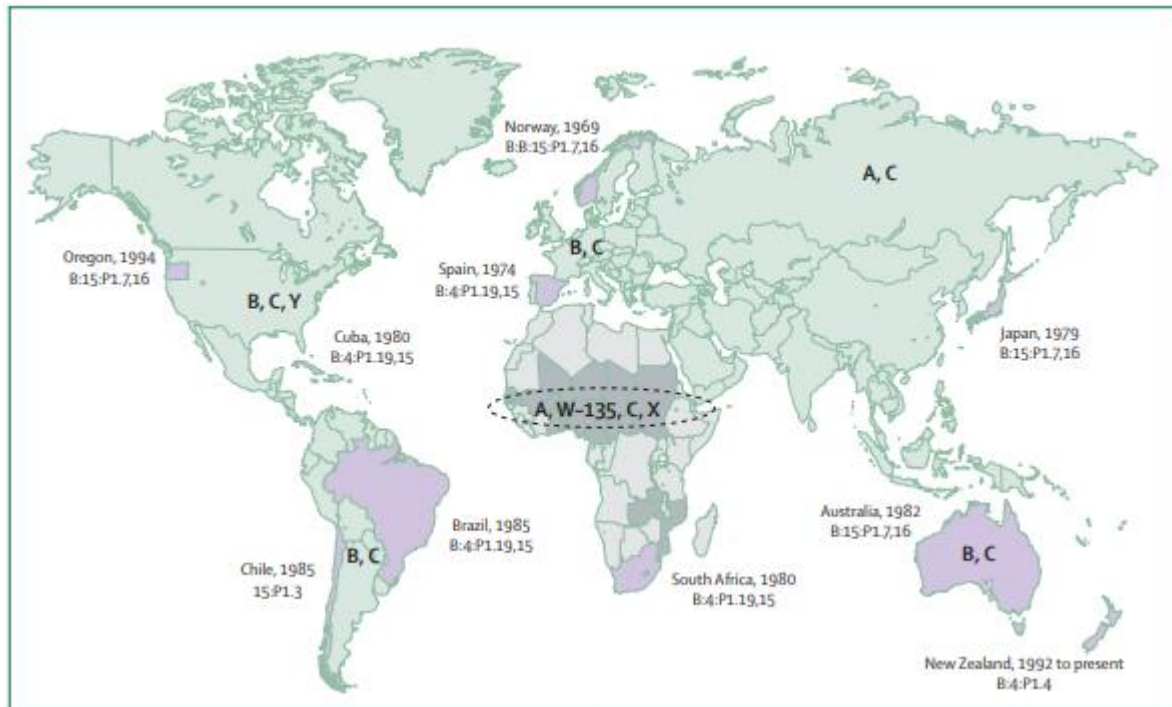 Norway, 1969
B:B:15:P1.7,16
A, C
Oregon, 1994
B:15:P1.7,16
B, C
Spain, 1974
B:4:P1.19,15
B, C, Y
Cuba, 1980
B:4:P1.19,15
Japan, 1979
B:15:P1.7,16
A, W–135, C, X
Brazil, 1985
B:4:P1.19,15
B, C
Chile, 1985
15:P1.3
South Africa, 1980
B:4:P1.19,15
Australia, 1982
B:15:P1.7,16
B, C
New Zealand, 1992 to present
B:4:P1.4